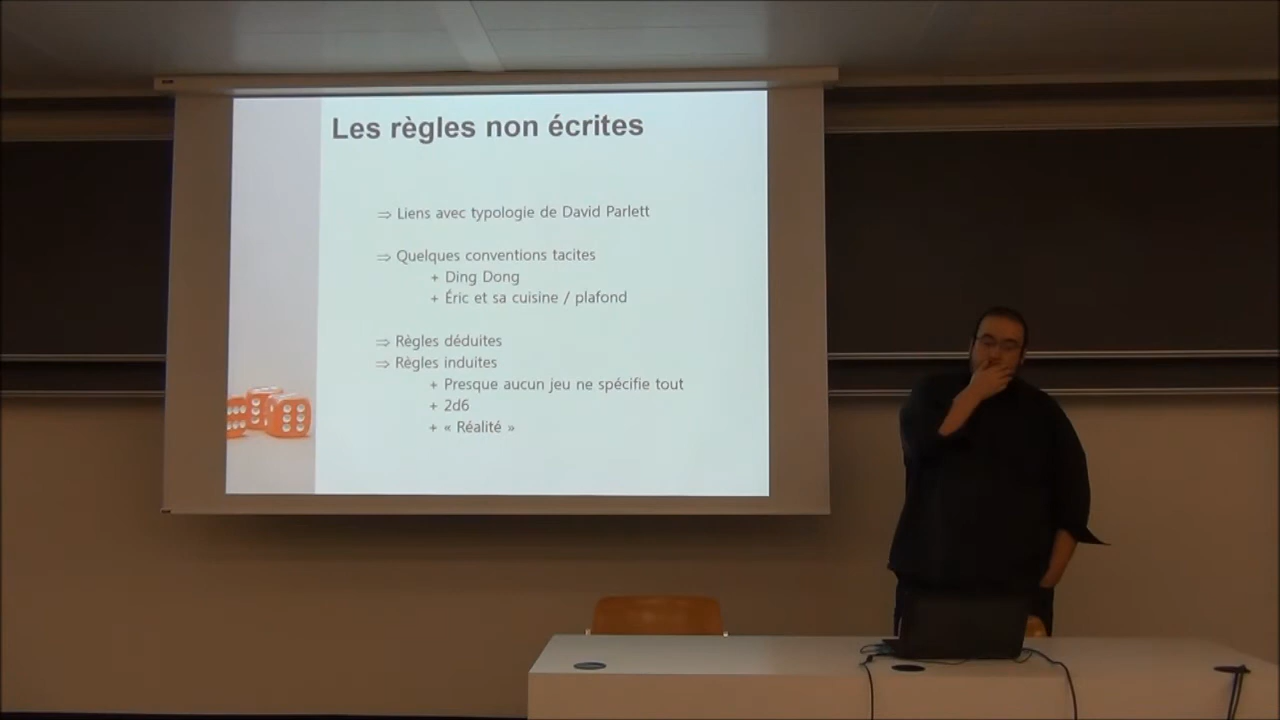 Les règles non écrites
⇒ Liens avec typologie de David Parlett
⇒ Quelques conventions tacites
+ Ding Dong
+ Éric et sa cuisine / plafond
⇒ Règles déduites
⇒ Règles induites
+ Presque aucun jeu ne spécifie tout
+ 2d6
+ « Réalité »